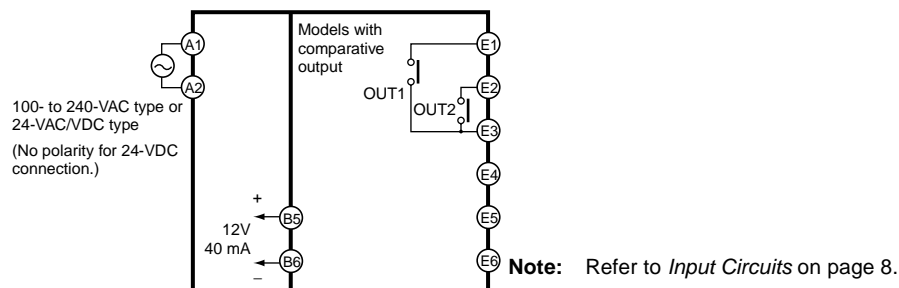 Models with
comparative
output
A1
A2
100- to 240-VAC type or
24-VAC/VDC type
(No polarity for 24-VDC
connection.)
OUT1
OUT2
E1
E2
E3
E4
E5
E6
+
12V
40 mA
−
B5
B6
Note: Refer to Input Circuits on page 8.